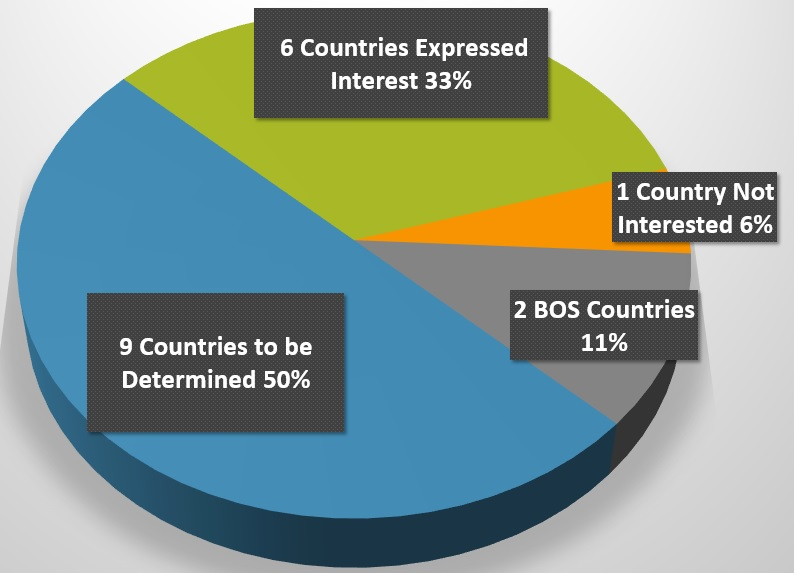 6 Countries Expressed
Interest 33%
1 Country Not
Interested 6%
2 BOS Countries
11%
9 Countries to be
Determined 50%